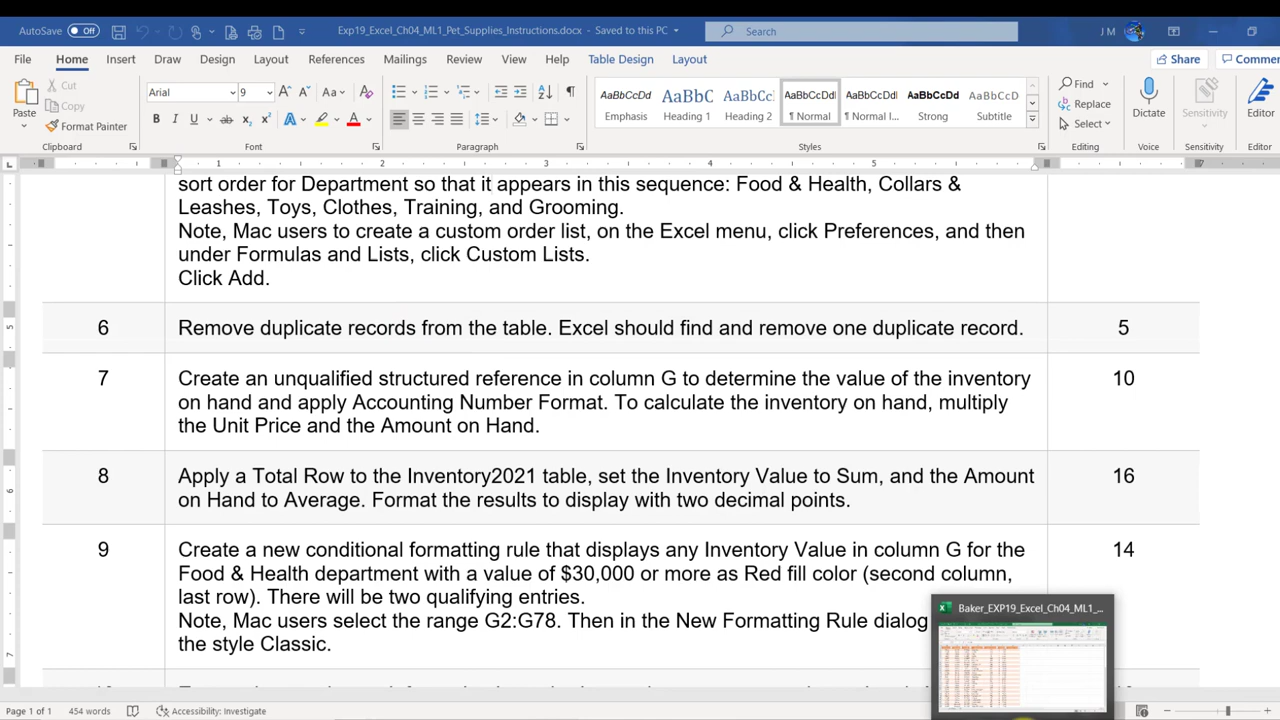 AutoSave Off
Exp19_Excel_Ch04_ML1_Pet_Supplies_Instructions.docx - Saved to this PC
Search
J M
File Home Insert Draw Design Layout References Mailings Review View Help Table Design Layout
Share Commen
Paste
Cut
Copy
Format Painter
Clipboard
Arial 9
Font
Paragraph
AaBbCcDd AaBbC AaBbCc AaBbCcDd AaBbCcDdI AaBbCcDd AaBbCcD
Emphasis Heading 1 Heading 2 ¶ Normal ¶ Normal I... Strong Subtitle
Styles
Find
Replace
Select
Editing
Dictate
Voice
Sensitivity
Sensitivity
Editor
Editor
1 2 3 4 5 7
sort order for Department so that it appears in this sequence: Food & Health, Collars &
Leashes, Toys, Clothes, Training, and Grooming.
Note, Mac users to create a custom order list, on the Excel menu, click Preferences, and then
under Formulas and Lists, click Custom Lists.
Click Add.
6 Remove duplicate records from the table. Excel should find and remove one duplicate record. 5
7 Create an unqualified structured reference in column G to determine the value of the inventory 10
on hand and apply Accounting Number Format. To calculate the inventory on hand, multiply
the Unit Price and the Amount on Hand.
8 Apply a Total Row to the Inventory2021 table, set the Inventory Value to Sum, and the Amount 16
on Hand to Average. Format the results to display with two decimal points.
9 Create a new conditional formatting rule that displays any Inventory Value in column G for the 14
Food & Health department with a value of $30,000 or more as Red fill color (second column,
last row). There will be two qualifying entries.
Note, Mac users select the range G2:G78. Then in the New Formatting Rule dialog
the style Classic.
Baker_EXP19_Excel_Ch04_ML1_...
Page 1 of 1 454 words Accessibility: Investigate